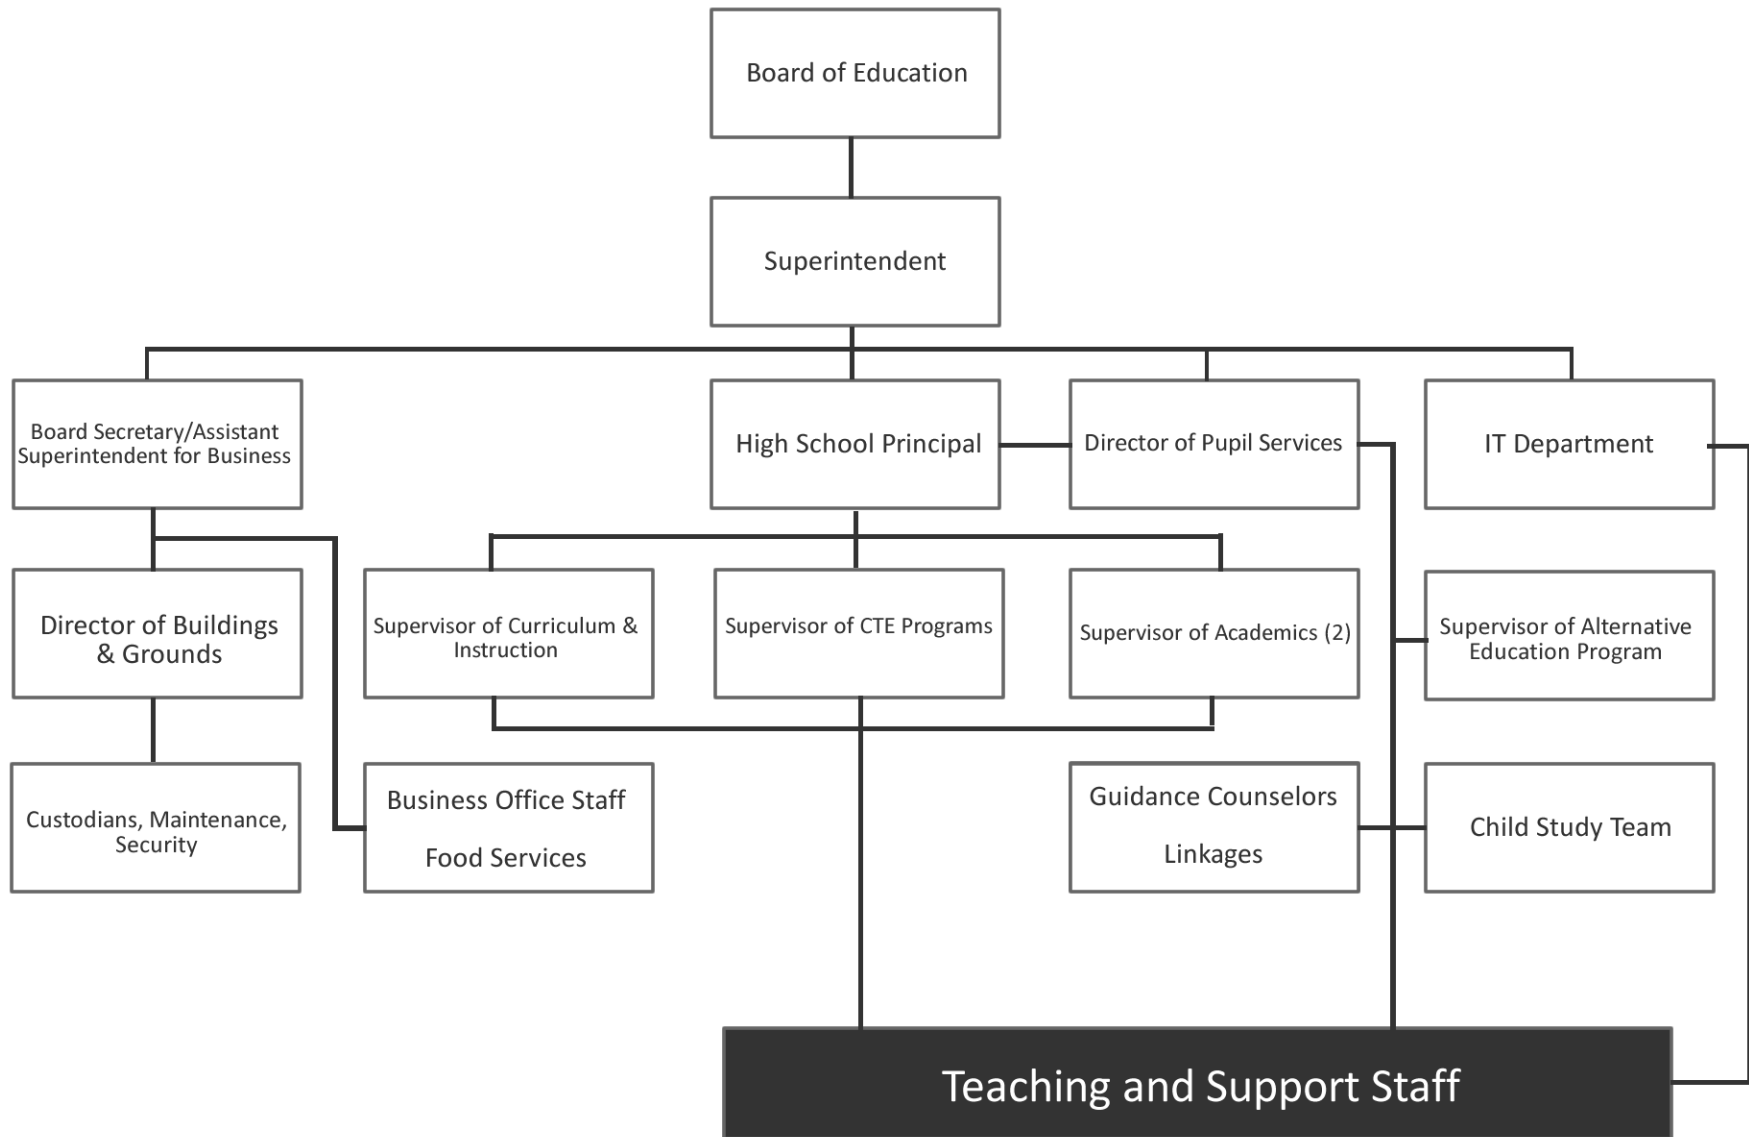 Board of Education
Superintendent
Board Secretary/Assistant
Superintendent for Business
High School Principal
Director of Pupil Services
IT Department
Director of Buildings
& Grounds
Supervisor of Curriculum &
Instruction
Supervisor of CTE Programs
Supervisor of Academics (2)
Supervisor of Alternative
Education Program
Custodians, Maintenance,
Security
Business Office Staff
Food Services
Guidance Counselors
Linkages
Child Study Team
Teaching and Support Staff